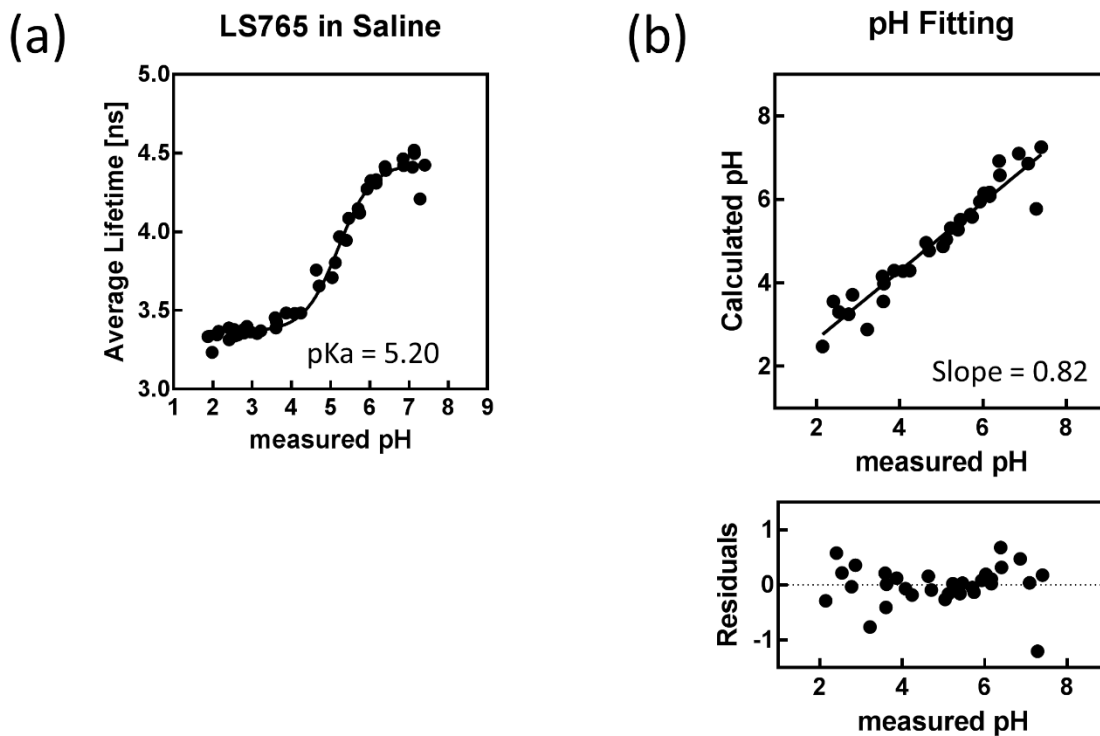 (a)
LS765 in Saline
Average Lifetime [ns]
5.0
4.5
4.0
3.5
3.0
pKa = 5.20
1 2 3 4 5 6 7 8 9
measured pH
(b)
pH Fitting
Calculated pH
8
6
4
2
Slope = 0.82
2 4 6 8
measured pH
Residuals
1
0
-1
2 4 6 8
measured pH